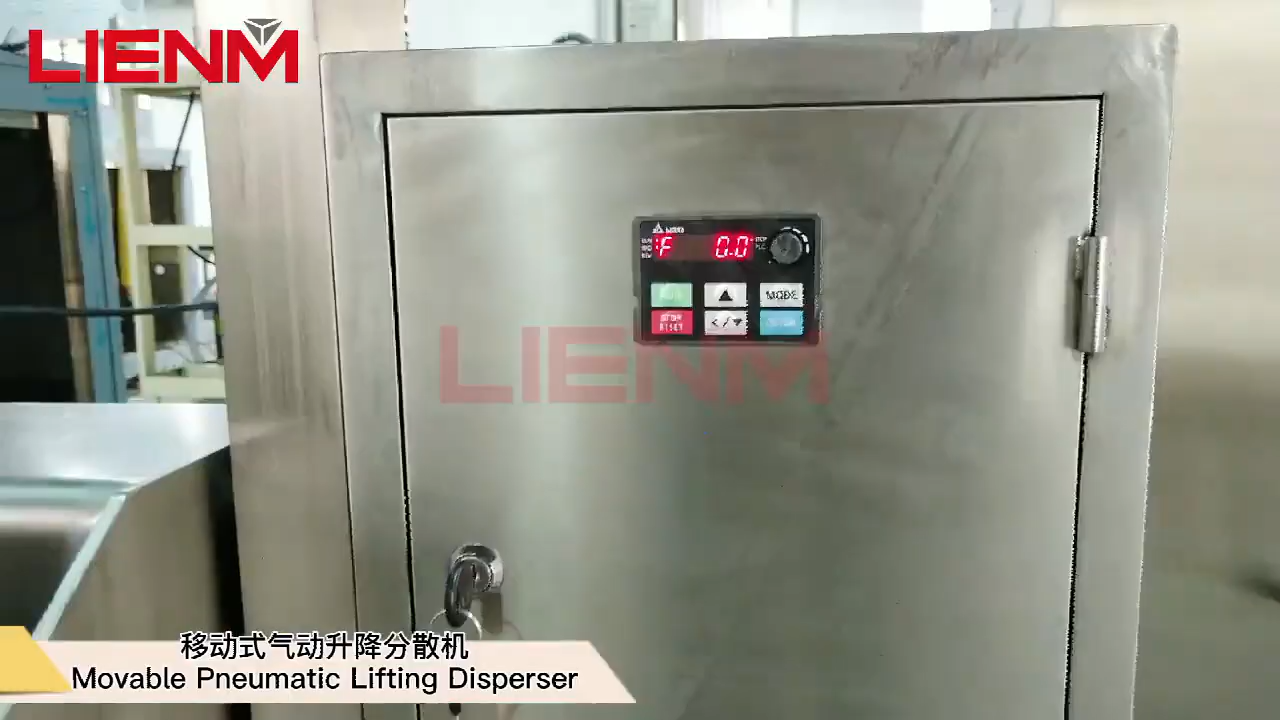 LIENM
F 0.0
MODE
STOP
RESET
LIENM
移动式气动升降分散机
Movable Pneumatic Lifting Disperser